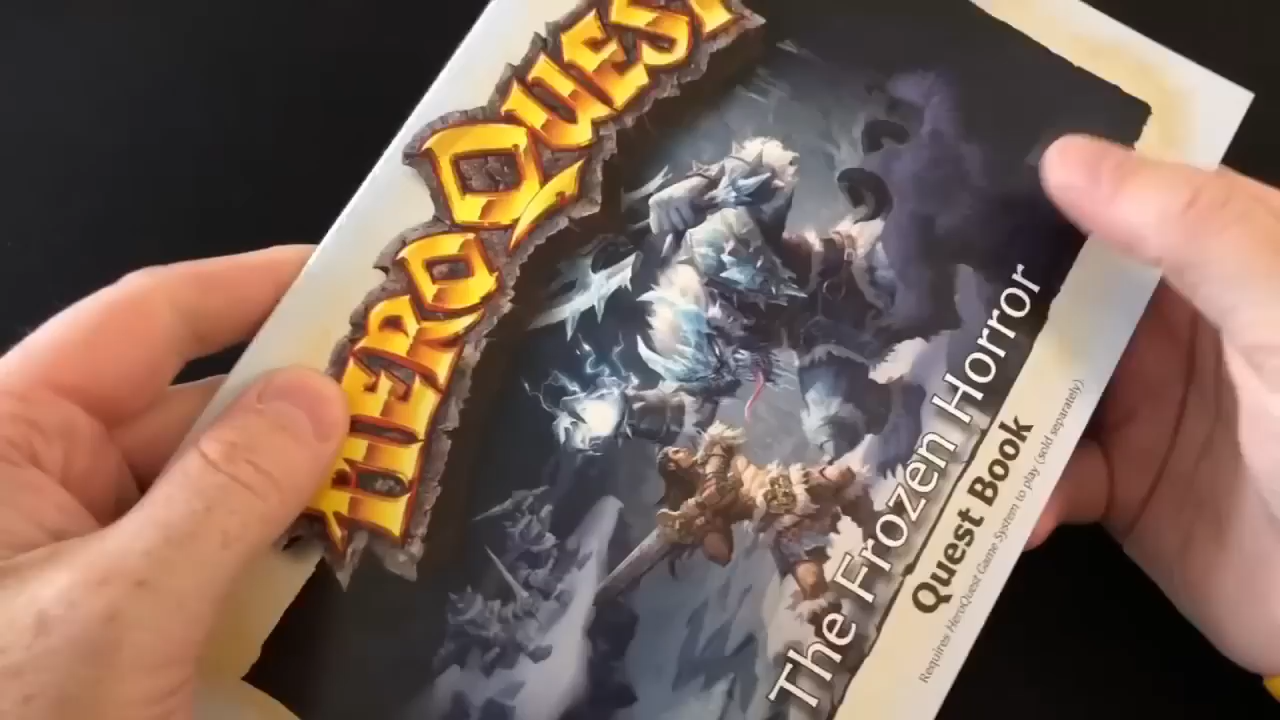 HEROQUEST
The Frozen Horror
Quest Book
Requires HeroQuest Game System to play (sold separately)